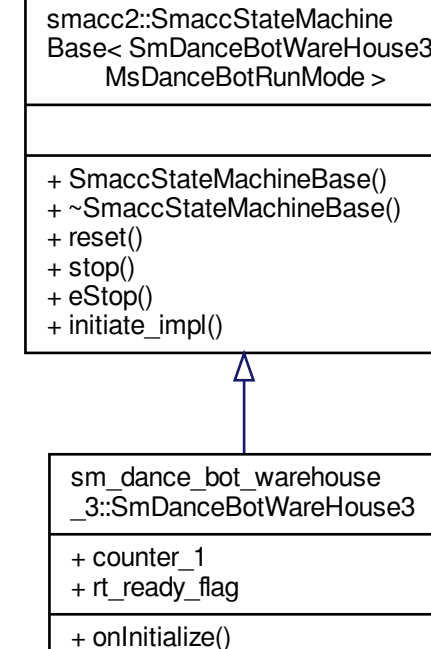 smacc2::SmaccStateMachine
Base< SmDanceBotWareHouse3
MsDanceBotRunMode >
+ SmaccStateMachineBase()
+ ~SmaccStateMachineBase()
+ reset()
+ stop()
+ eStop()
+ initiate_impl()
sm_dance_bot_warehouse
_3::SmDanceBotWareHouse3
+ counter_1
+ rt_ready_flag
+ onInitialize()